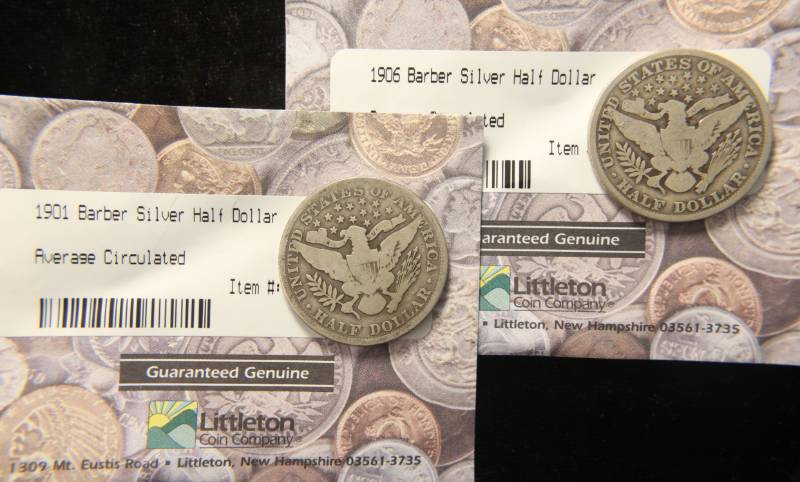 1906 Barber Silver Half Dollar
Circulated
Item
UNITED STATES OF AMERICA
HALF DOLLAR
Guaranteed Genuine
Littleton
Coin Company
• Littleton, New Hampshire 03561-3735
1901 Barber Silver Half Dollar
Average Circulated
Item #:
UNITED STATES OF AMERICA
HALF DOLLAR
Guaranteed Genuine
Littleton
Coin Company
1309 Mt. Eustis Road • Littleton, New Hampshire 03561-3735